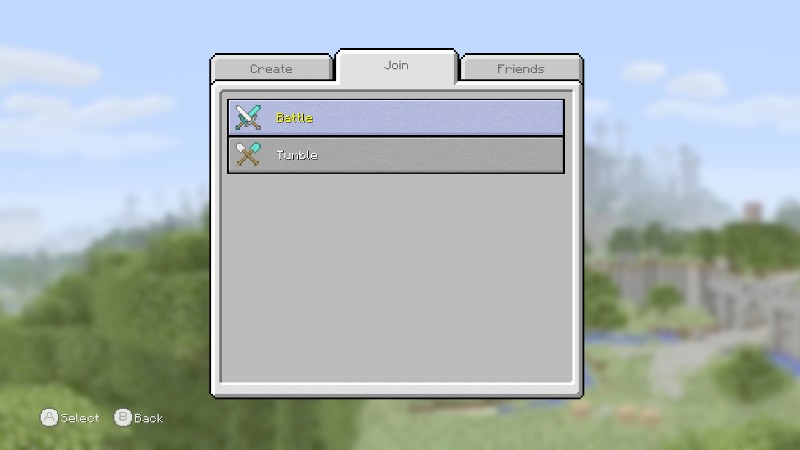 Create
Join
Friends
Battle
Tumble
A Select
B Back